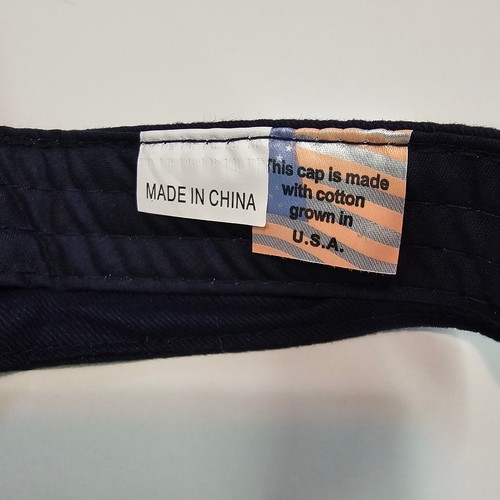 MADE IN CHINA
This cap is made
with cotton
grown in
U.S.A.